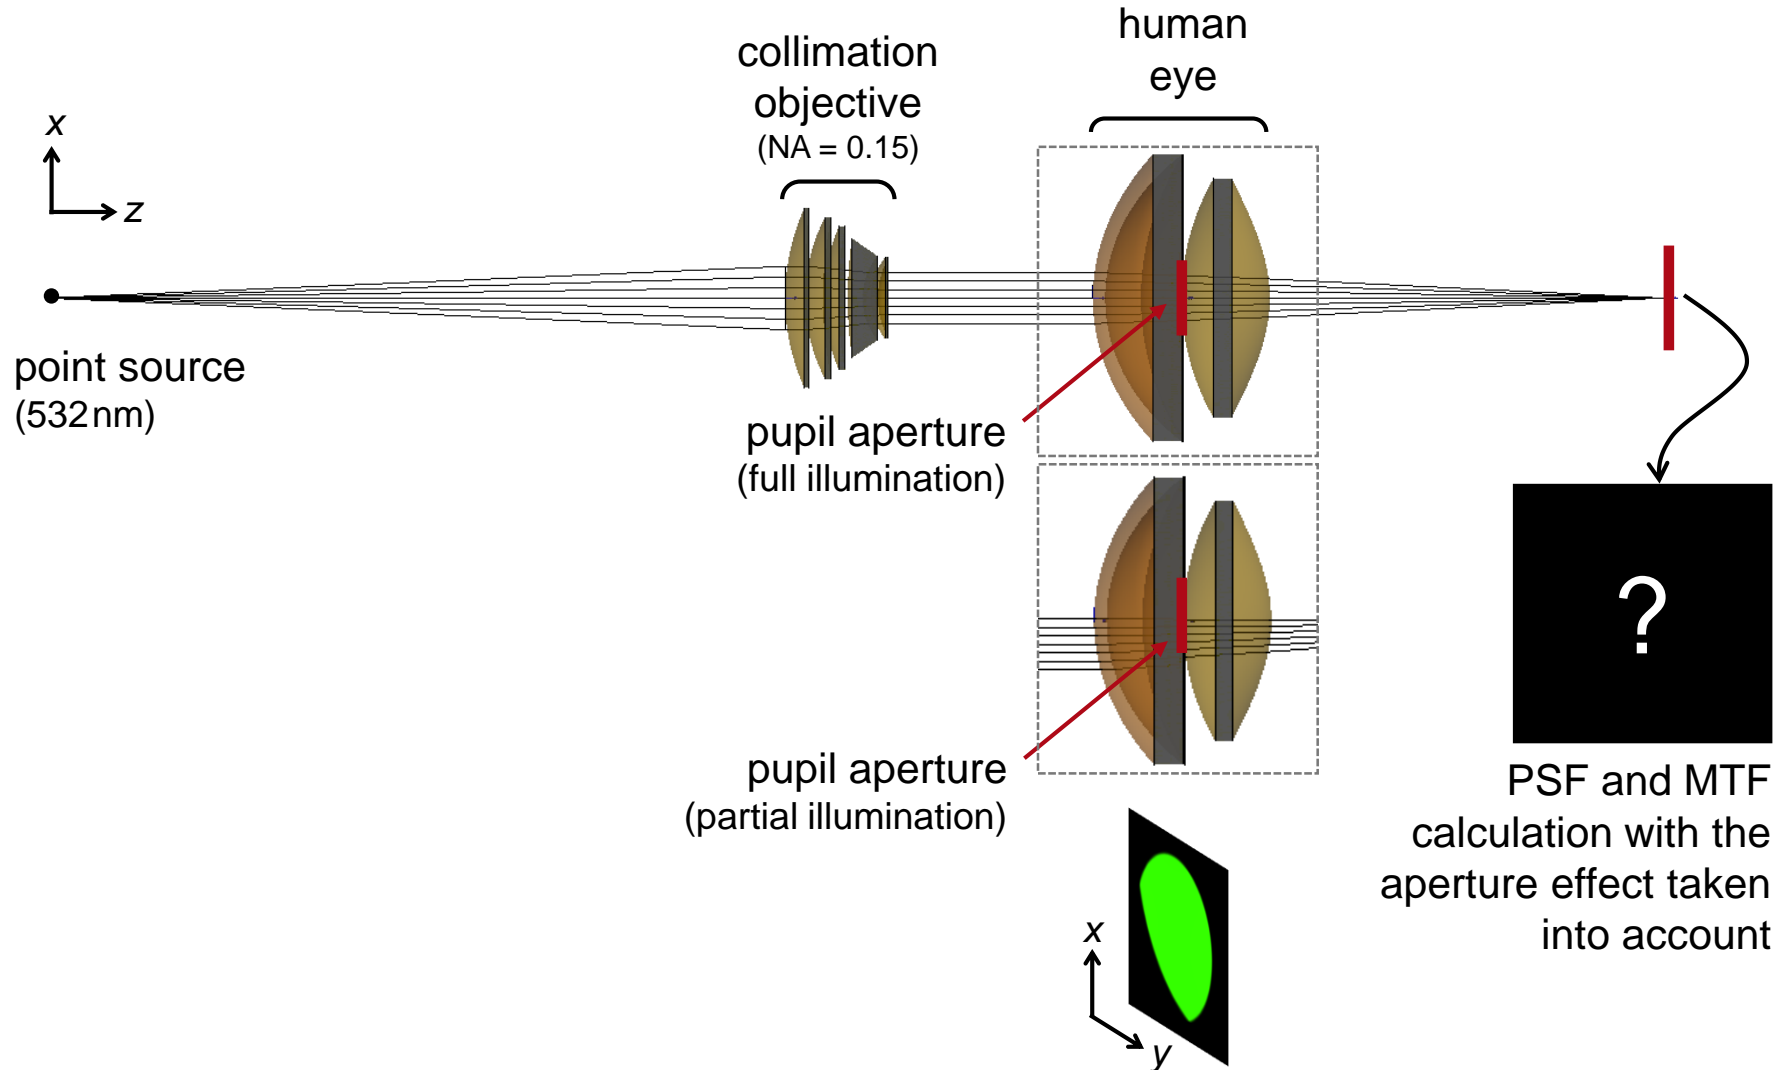 human
eye
collimation
objective
(NA = 0.15)
x
z
point source
(532nm)
pupil aperture
(full illumination)
?
pupil aperture
(partial illumination)
PSF and MTF
calculation with the
aperture effect taken
into account
x
y